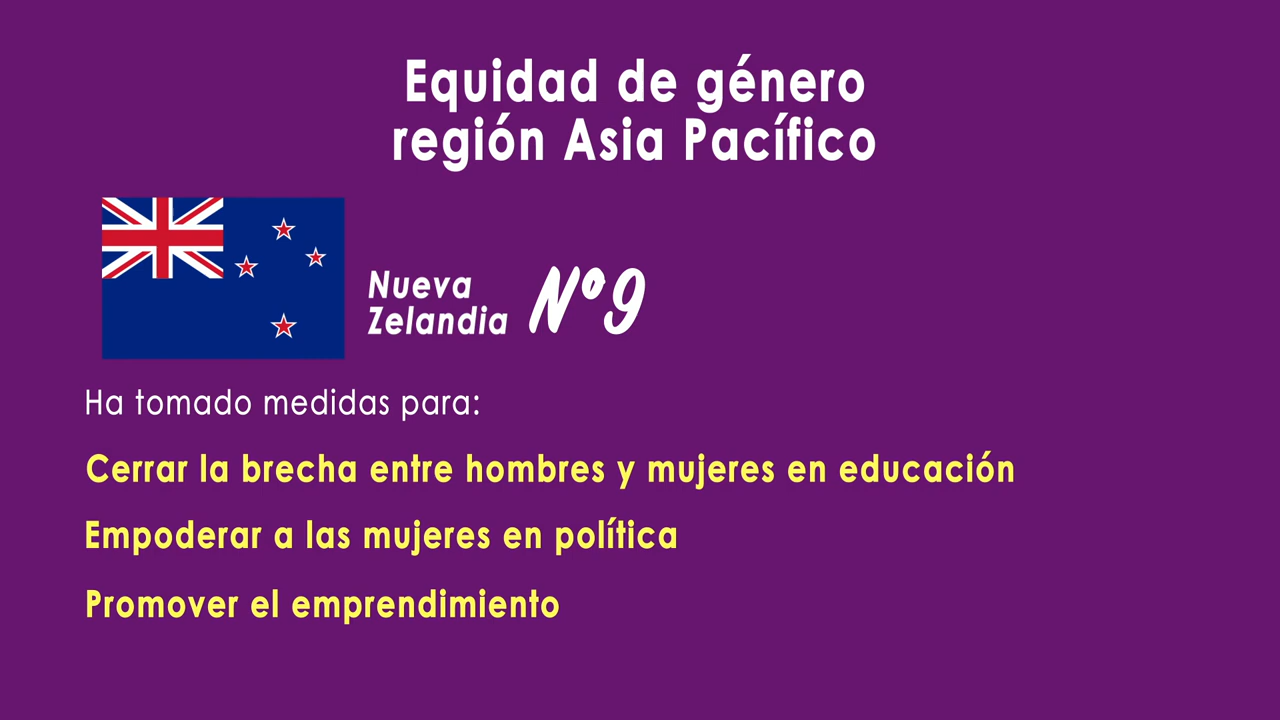 Equidad de género
región Asia Pacífico
Nueva
Zelandia Nº9
Ha tomado medidas para:
Cerrar la brecha entre hombres y mujeres en educación
Empoderar a las mujeres en política
Promover el emprendimiento